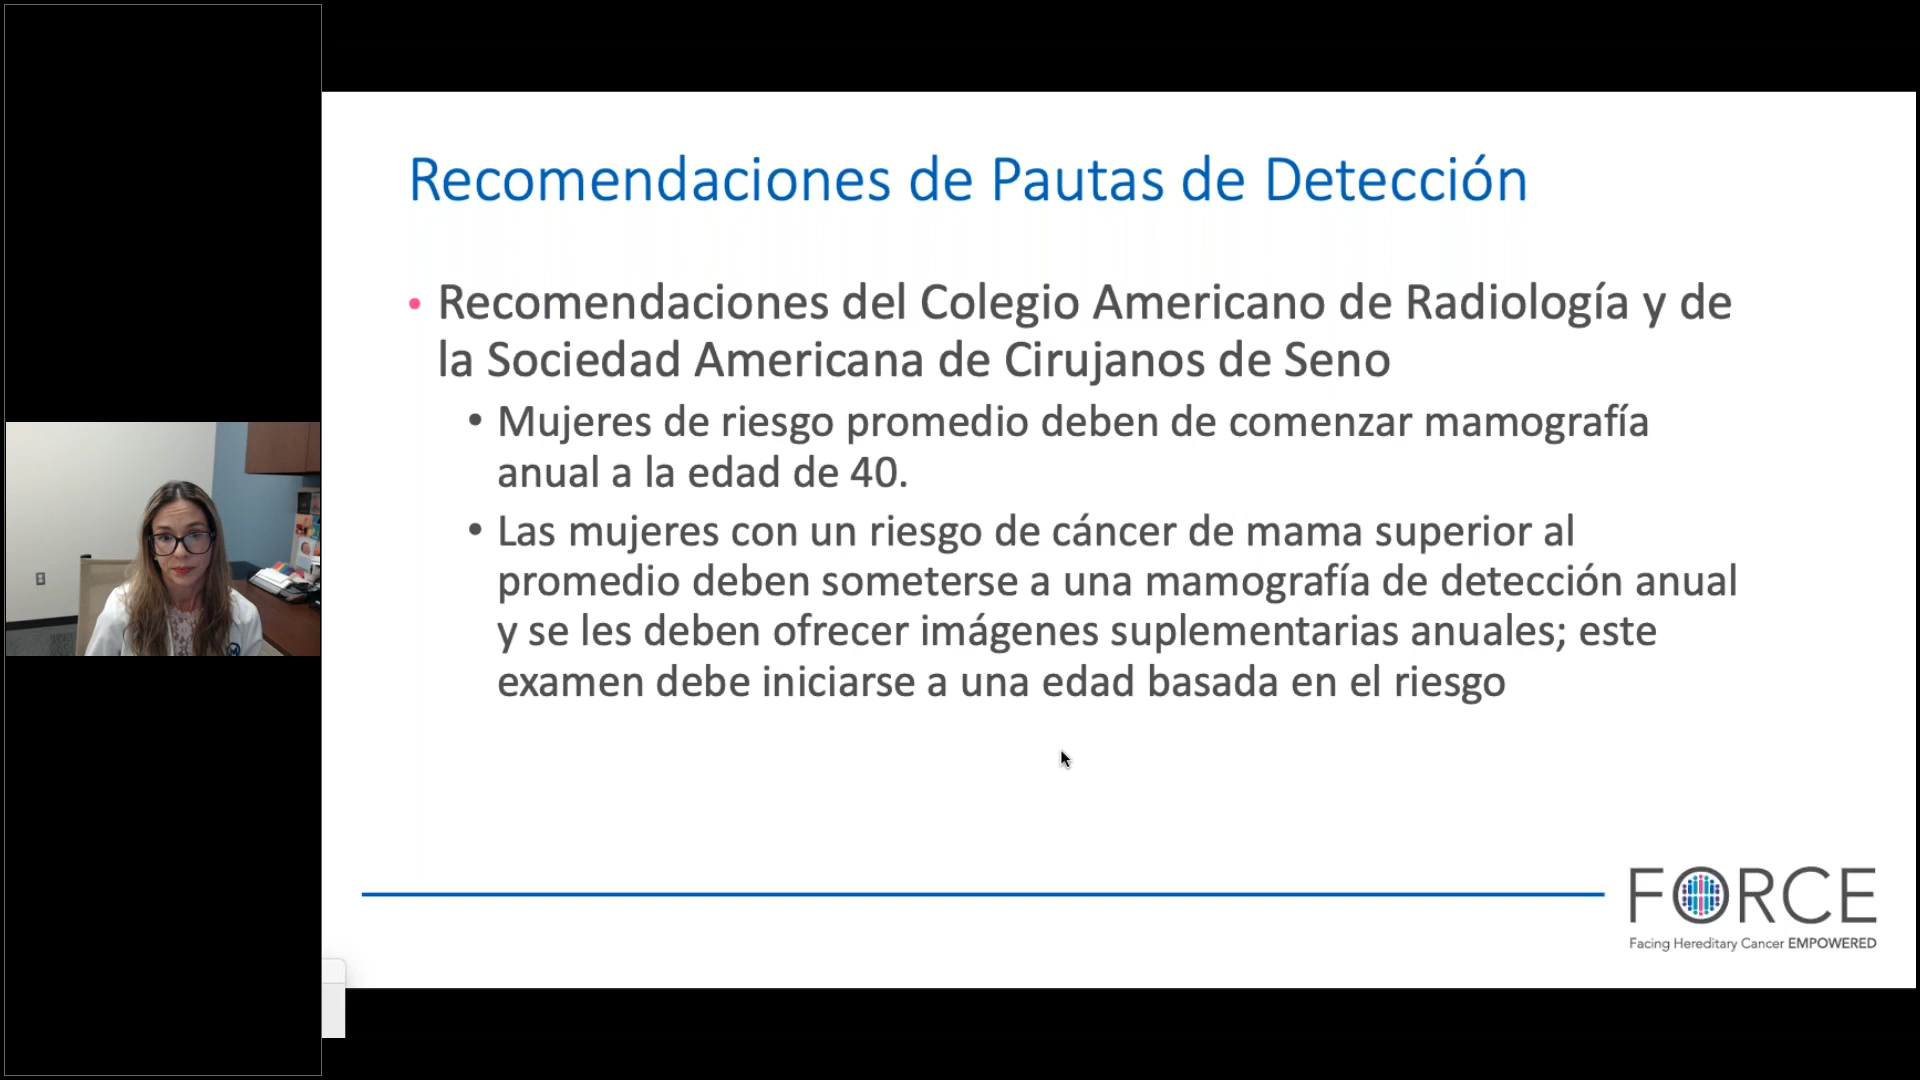 Recomendaciones de Pautas de Detección
• Recomendaciones del Colegio Americano de Radiología y de
la Sociedad Americana de Cirujanos de Seno
• Mujeres de riesgo promedio deben de comenzar mamografía
anual a la edad de 40.
• Las mujeres con un riesgo de cáncer de mama superior al
promedio deben someterse a una mamografía de detección anual
y se les deben ofrecer imágenes suplementarias anuales; este
examen debe iniciarse a una edad basada en el riesgo
FORCE
Facing Hereditary Cancer EMPOWERED